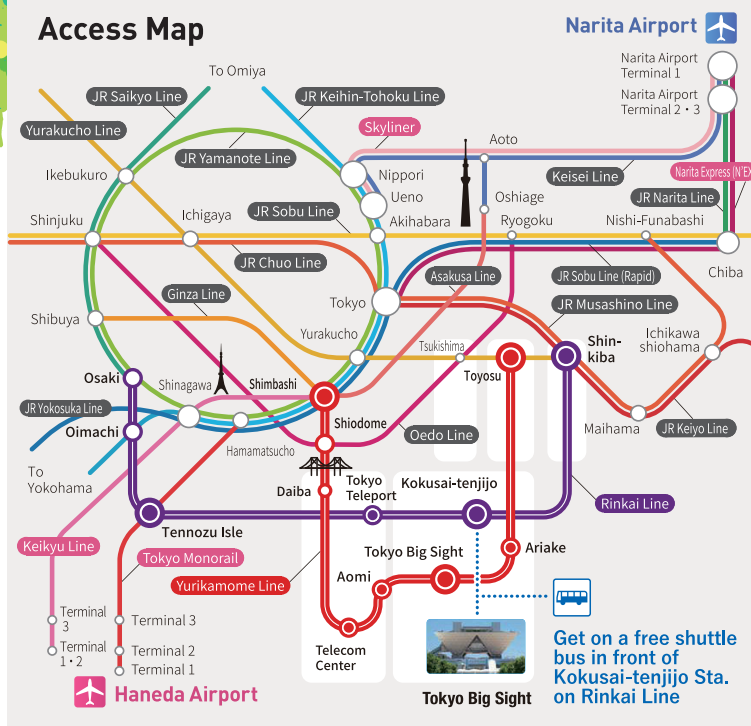 Access Map
Narita Airport
Narita Airport
Terminal 1
Narita Airport
Terminal 2・3
To Omiya
JR Saikyo Line
JR Keihin-Tohoku Line
Yurakucho Line
Skyliner
JR Yamanote Line
Aoto
Ikebukuro
Nippori
Keisei Line
Narita Express (N'EX
Ueno
Oshiage
JR Narita Line
Shinjuku
Ichigaya
JR Sobu Line
Akihabara
Ryogoku
Nishi-Funabashi
JR Chuo Line
Asakusa Line
JR Sobu Line (Rapid)
Chiba
Ginza Line
Tokyo
JR Musashino Line
Shibuya
Yurakucho
Tsukishima
Shin-
kiba
Ichikawa
shiohama
Osaki
Shinagawa
Shimbashi
Toyosu
JR Yokosuka Line
Shiodome
Oimachi
Hamamatsucho
Oedo Line
Maihama
JR Keiyo Line
To
Yokohama
Daiba
Tokyo
Teleport
Kokusai-tenjijo
Rinkai Line
Tennozu Isle
Keikyu Line
Tokyo Monorail
Tokyo Big Sight
Ariake
Yurikamome Line
Aomi
Terminal
3
Terminal 3
Terminal
1・2
Terminal 2
Terminal 1
Telecom
Center
Get on a free shuttle
bus in front of
Kokusai-tenjijo Sta.
on Rinkai Line
Haneda Airport
Tokyo Big Sight